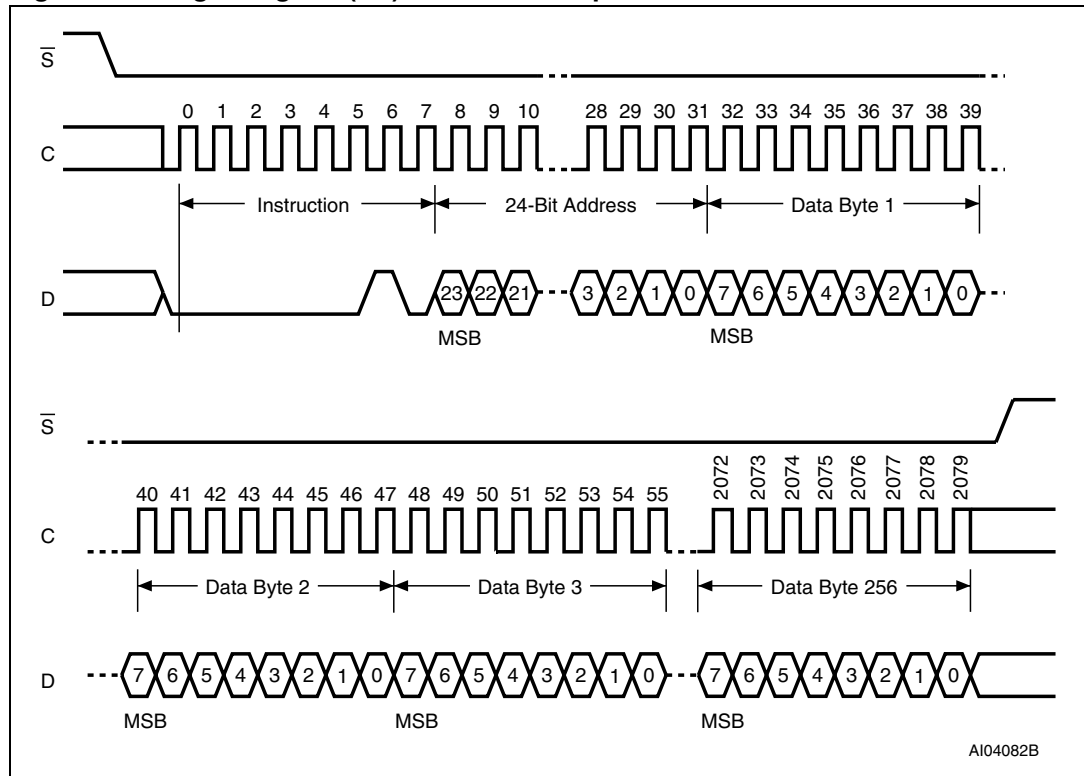 S
0 1 2 3 4 5 6 7 8 9 10 28 29 30 31 32 33 34 35 36 37 38 39
C
Instruction 24-Bit Address Data Byte 1
D 23 22 21 3 2 1 0 7 6 5 4 3 2 1 0
MSB MSB
S
2072 2073 2074 2075 2076 2077 2078 2079
40 41 42 43 44 45 46 47 48 49 50 51 52 53 54 55
C
Data Byte 2 Data Byte 3 Data Byte 256
D 7 6 5 4 3 2 1 0 7 6 5 4 3 2 1 0 7 6 5 4 3 2 1 0
MSB MSB MSB
AI04082B